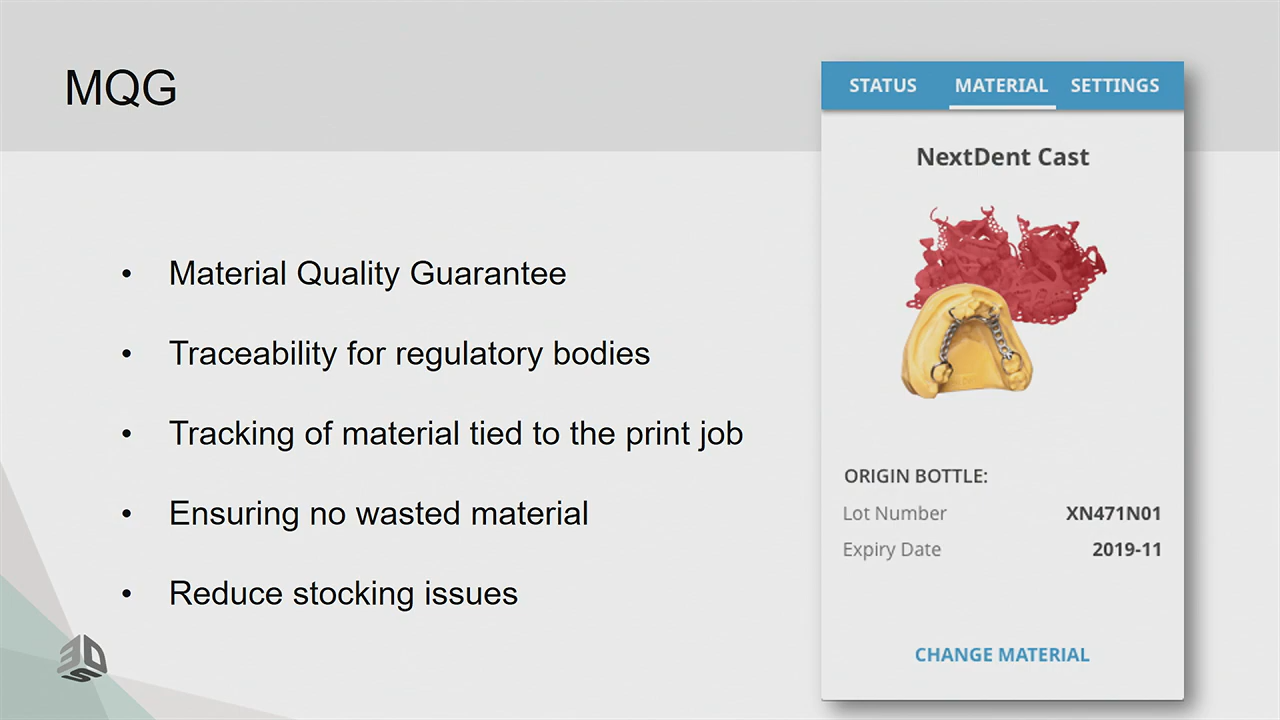 MQG
• Material Quality Guarantee
• Traceability for regulatory bodies
• Tracking of material tied to the print job
• Ensuring no wasted material
• Reduce stocking issues
3DS
STATUS MATERIAL SETTINGS
NextDent Cast
ORIGIN BOTTLE:
Lot Number XN471N01
Expiry Date 2019-11
CHANGE MATERIAL